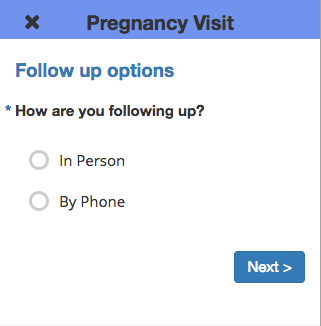 ✖ Pregnancy Visit
Follow up options
* How are you following up?
In Person
By Phone
Next >